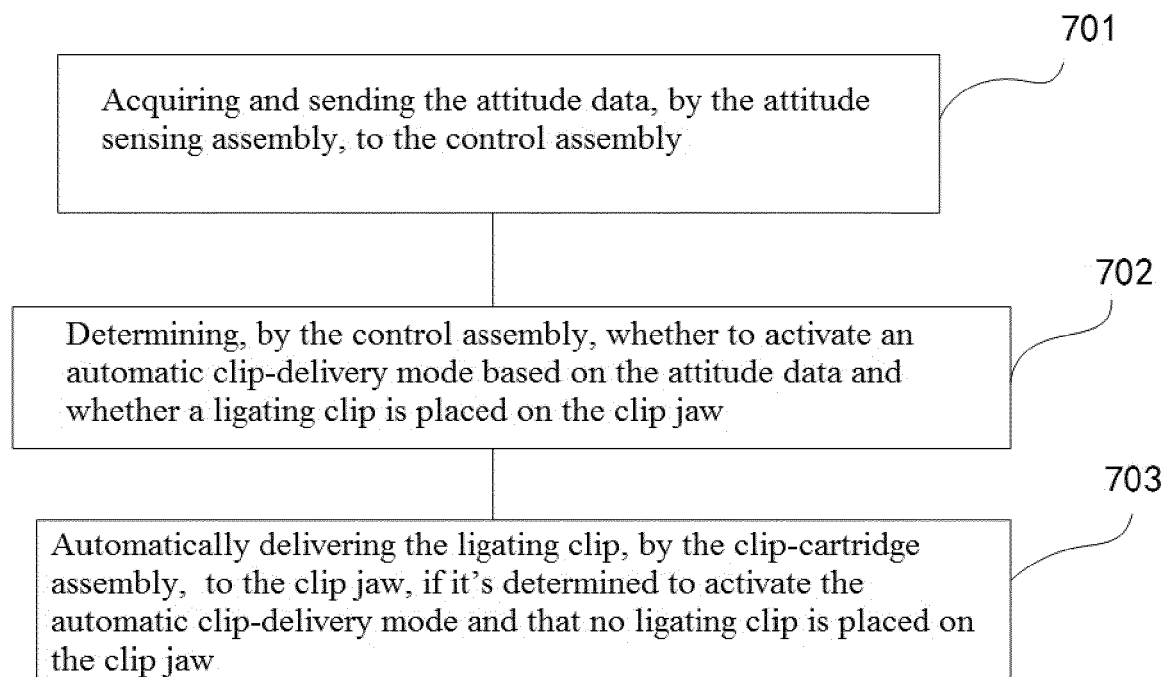 701
Acquiring and sending the attitude data, by the attitude
sensing assembly, to the control assembly
702
Determining, by the control assembly, whether to activate an
automatic clip-delivery mode based on the attitude data and
whether a ligating clip is placed on the clip jaw
703
Automatically delivering the ligating clip, by the clip-cartridge
assembly, to the clip jaw, if it's determined to activate the
automatic clip-delivery mode and that no ligating clip is placed on
the clip jaw